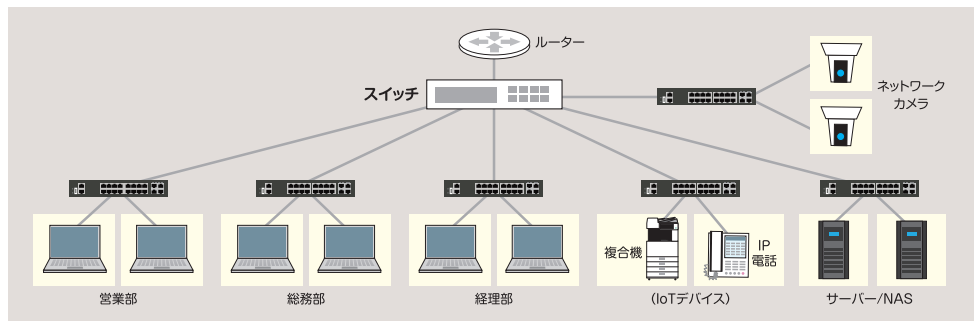 ルーター
スイッチ
ネットワーク
カメラ
複合機
IP
電話
営業部
総務部
経理部
（IoTデバイス）
サーバー/NAS